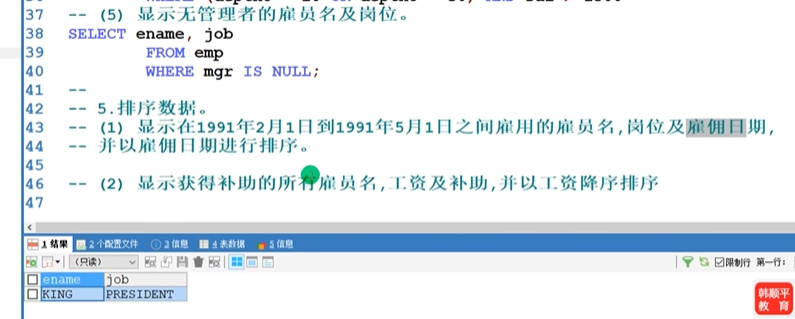 37 -- (5) 显示无管理者的雇员名及岗位。
38 SELECT ename, job
39 FROM emp
40 WHERE mgr IS NULL;
41 --
42 -- 5.排序数据。
43 -- (1) 显示在1991年2月1日到1991年5月1日之间雇用的雇员名,岗位及雇佣日期,
44 -- 并以雇佣日期进行排序。
45
46 -- (2) 显示获得补助的所有雇员名,工资及补助,并以工资降序排序
47
1 结果 2 个配置文件 3 信息 4 表数据 5 信息
(只读) 限制行 第一行:
ename job
KING PRESIDENT
韩顺平
教育